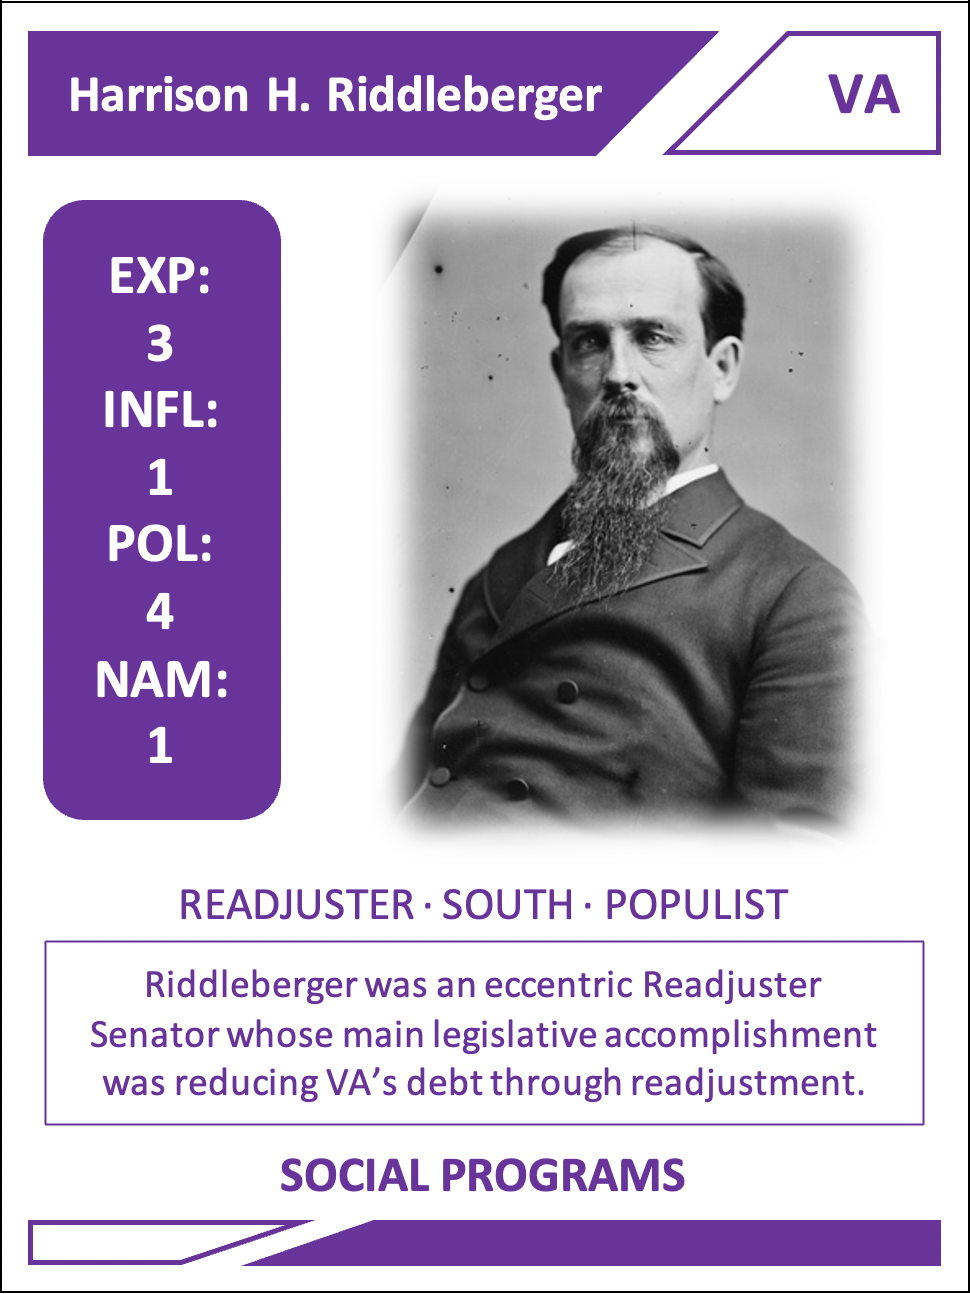 Harrison H. Riddleberger
VA
EXP:
3
INFL:
1
POL:
4
NAM:
1
READJUSTER · SOUTH · POPULIST
Riddleberger was an eccentric Readjuster
Senator whose main legislative accomplishment
was reducing VA’s debt through readjustment.
SOCIAL PROGRAMS